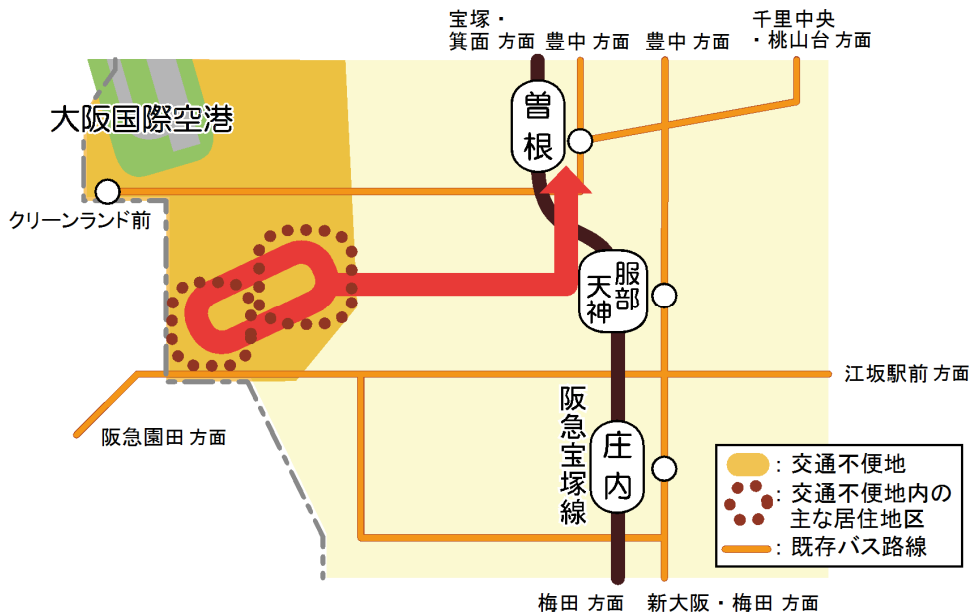 宝塚・
箕面 方面
豊中 方面
豊中 方面
千里中央
・桃山台 方面
大阪国際空港
曽根
クリーンランド前
服部
天神
江坂駅前 方面
阪急園田 方面
阪急宝塚線
庄内
：交通不便地
：交通不便地内の
主な居住地区
：既存バス路線
梅田 方面
新大阪・梅田 方面